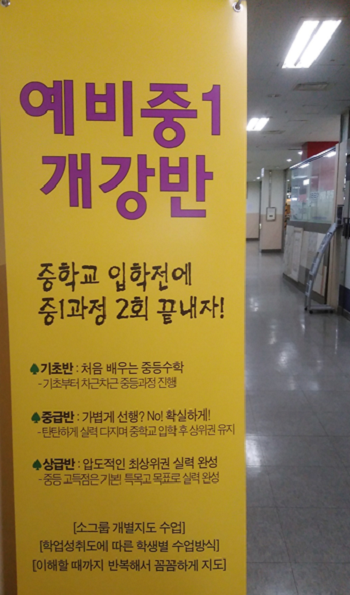 예비중1
개강반
중학교 입학전에
중1과정 2회 끝내자!
♠기초반 : 처음 배우는 중등수학
- 기초부터 차근차근 중등과정 진행
♠중급반 : 가볍게 선행? No! 확실하게!
- 탄탄하게 실력 다지며 중학교 입학 후 상위권 유지
♠상급반 : 압도적인 최상위권 실력 완성
- 중등 고득점은 기본! 특목고 목표로 실력 완성
[소그룹 개별지도 수업]
[학업성취도에 따른 학생별 수업방식]
[이해할 때까지 반복해서 꼼꼼하게 지도]